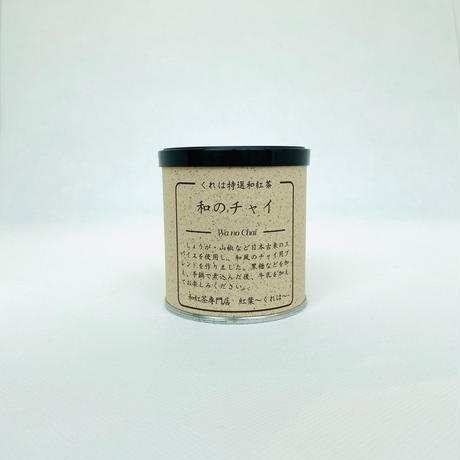 くれは特選和紅茶
和のチャイ
Wa no Chai
しょうが・山椒など日本古来のス
パイスを使用し、和風のチャイ用ブ
レンドを作りました。黒糖などを加
え、手鍋で煮込んだ後、牛乳を加え
てお楽しみください。
和紅茶専門店 紅葉〜くれは〜